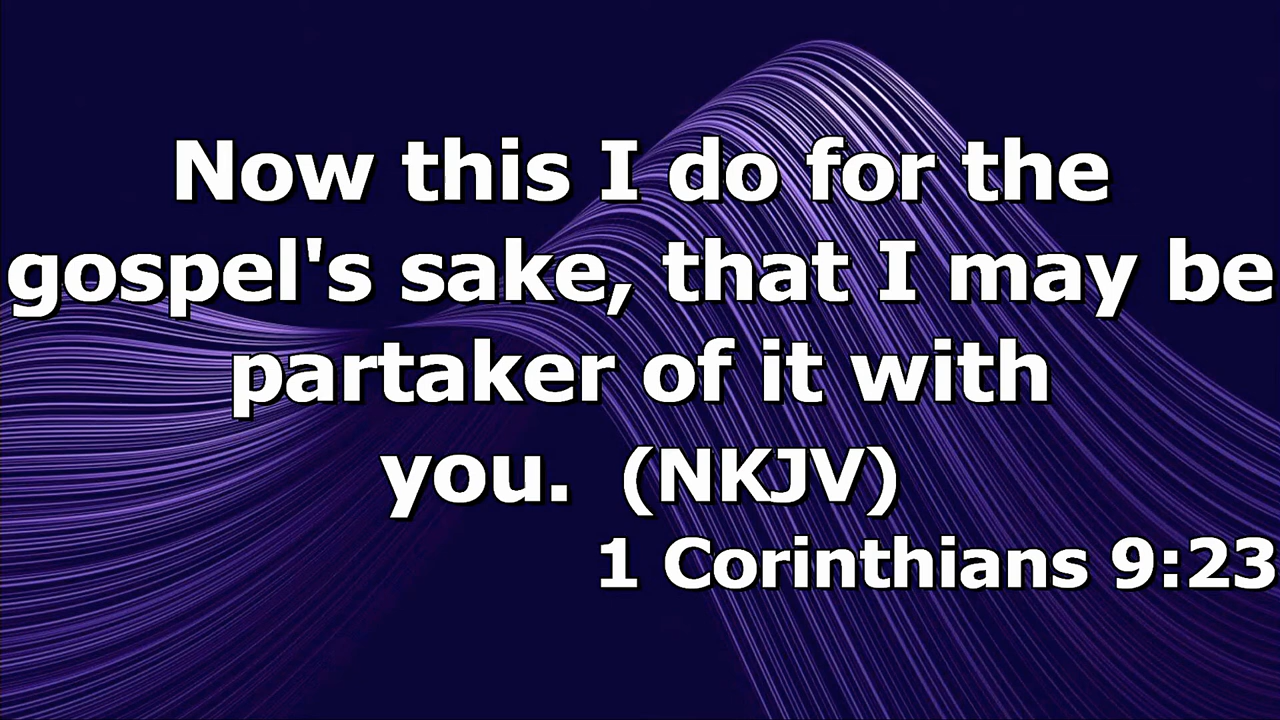 Now this I do for the
gospel's sake, that I may be
partaker of it with
you. (NKJV)
1 Corinthians 9:23